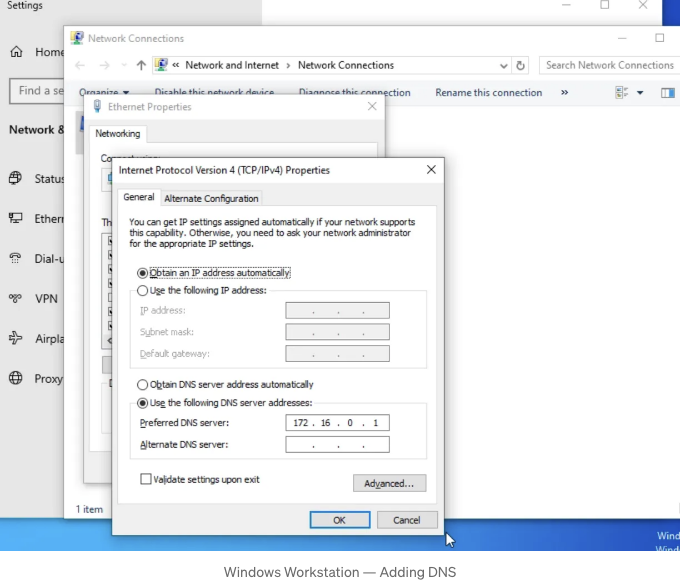 Settings
Network Connections
Home
« Network and Internet › Network Connections
Search Network Connections
Find a se
Organize
Disable this network device
Diagnose this connection
Rename this connection
»
Ethernet Properties
Network &
Networking
Internet Protocol Version 4 (TCP/IPv4) Properties
Status
General
Alternate Configuration
Th
Ethern
You can get IP settings assigned automatically if your network supports
this capability. Otherwise, you need to ask your network administrator
for the appropriate IP settings.
Dial-u
Obtain an IP address automatically
VPN
Use the following IP address:
IP address:
Subnet mask:
Airpla
Default gateway:
Proxy
Obtain DNS server address automatically
Use the following DNS server addresses:
Preferred DNS server:
172 . 16 . 0 . 1
Alternate DNS server:
Validate settings upon exit
Advanced...
1 item
OK
Cancel
Wind
Wind
Windows Workstation — Adding DNS